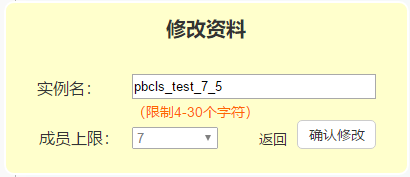 修改资料
实例名： pbcls_test_7_5
（限制4-30个字符）
成员上限： 7 返回 确认修改